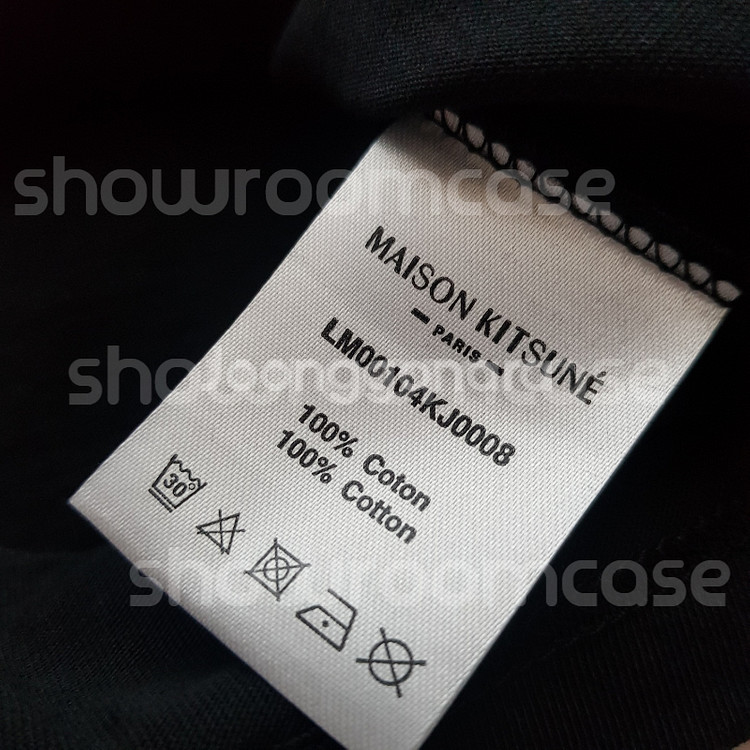 showroomcase
MAISON KITSUNÉ
PARIS
LM00104KJ0008
100% Coton
100% Cotton
30°
showroomcase